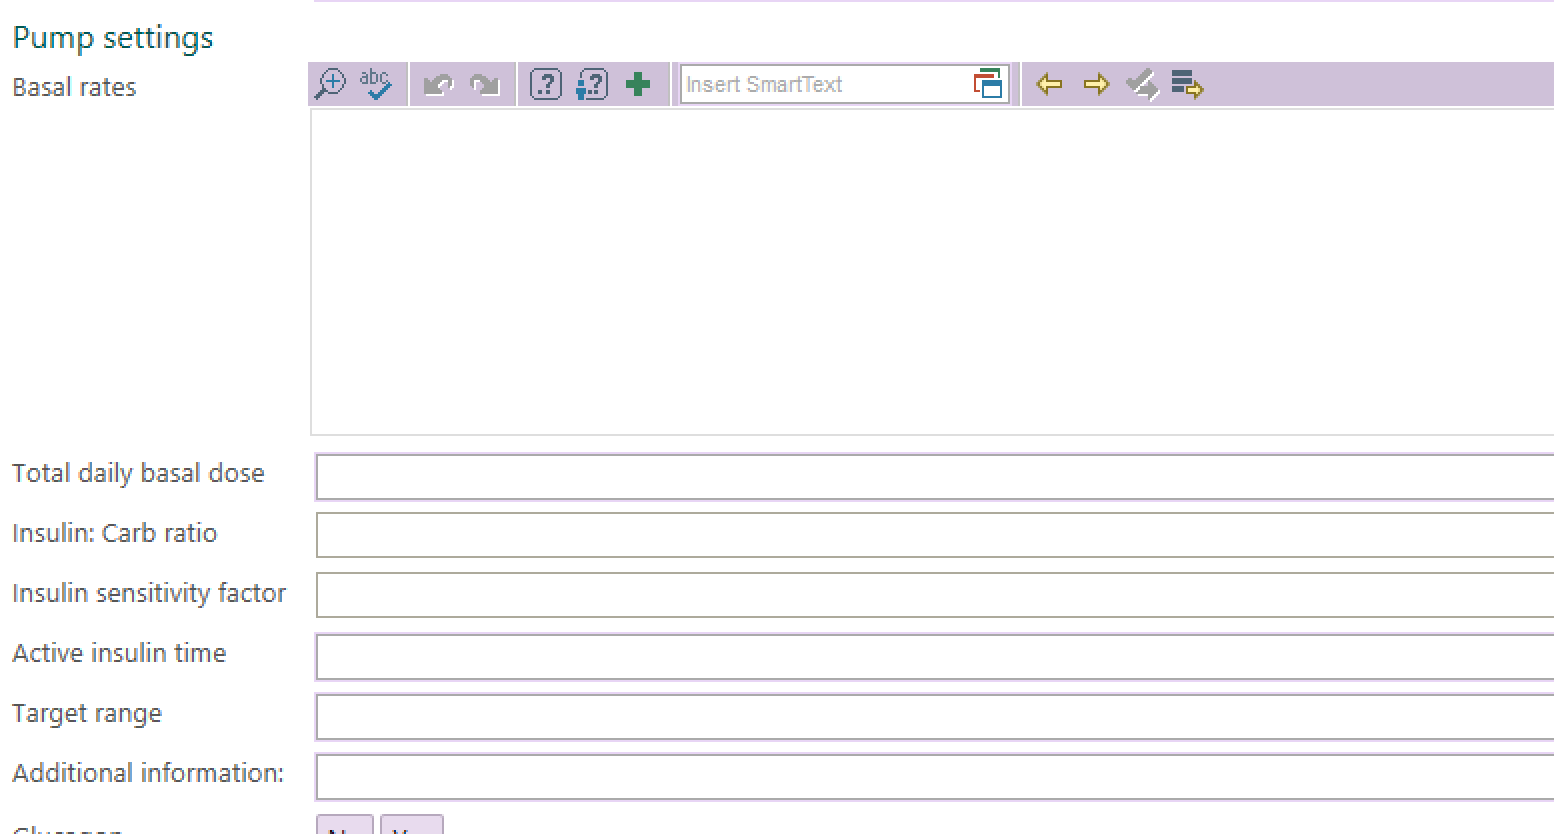 Pump settings
Basal rates
abc
Insert SmartText
Total daily basal dose
Insulin: Carb ratio
Insulin sensitivity factor
Active insulin time
Target range
Additional information: